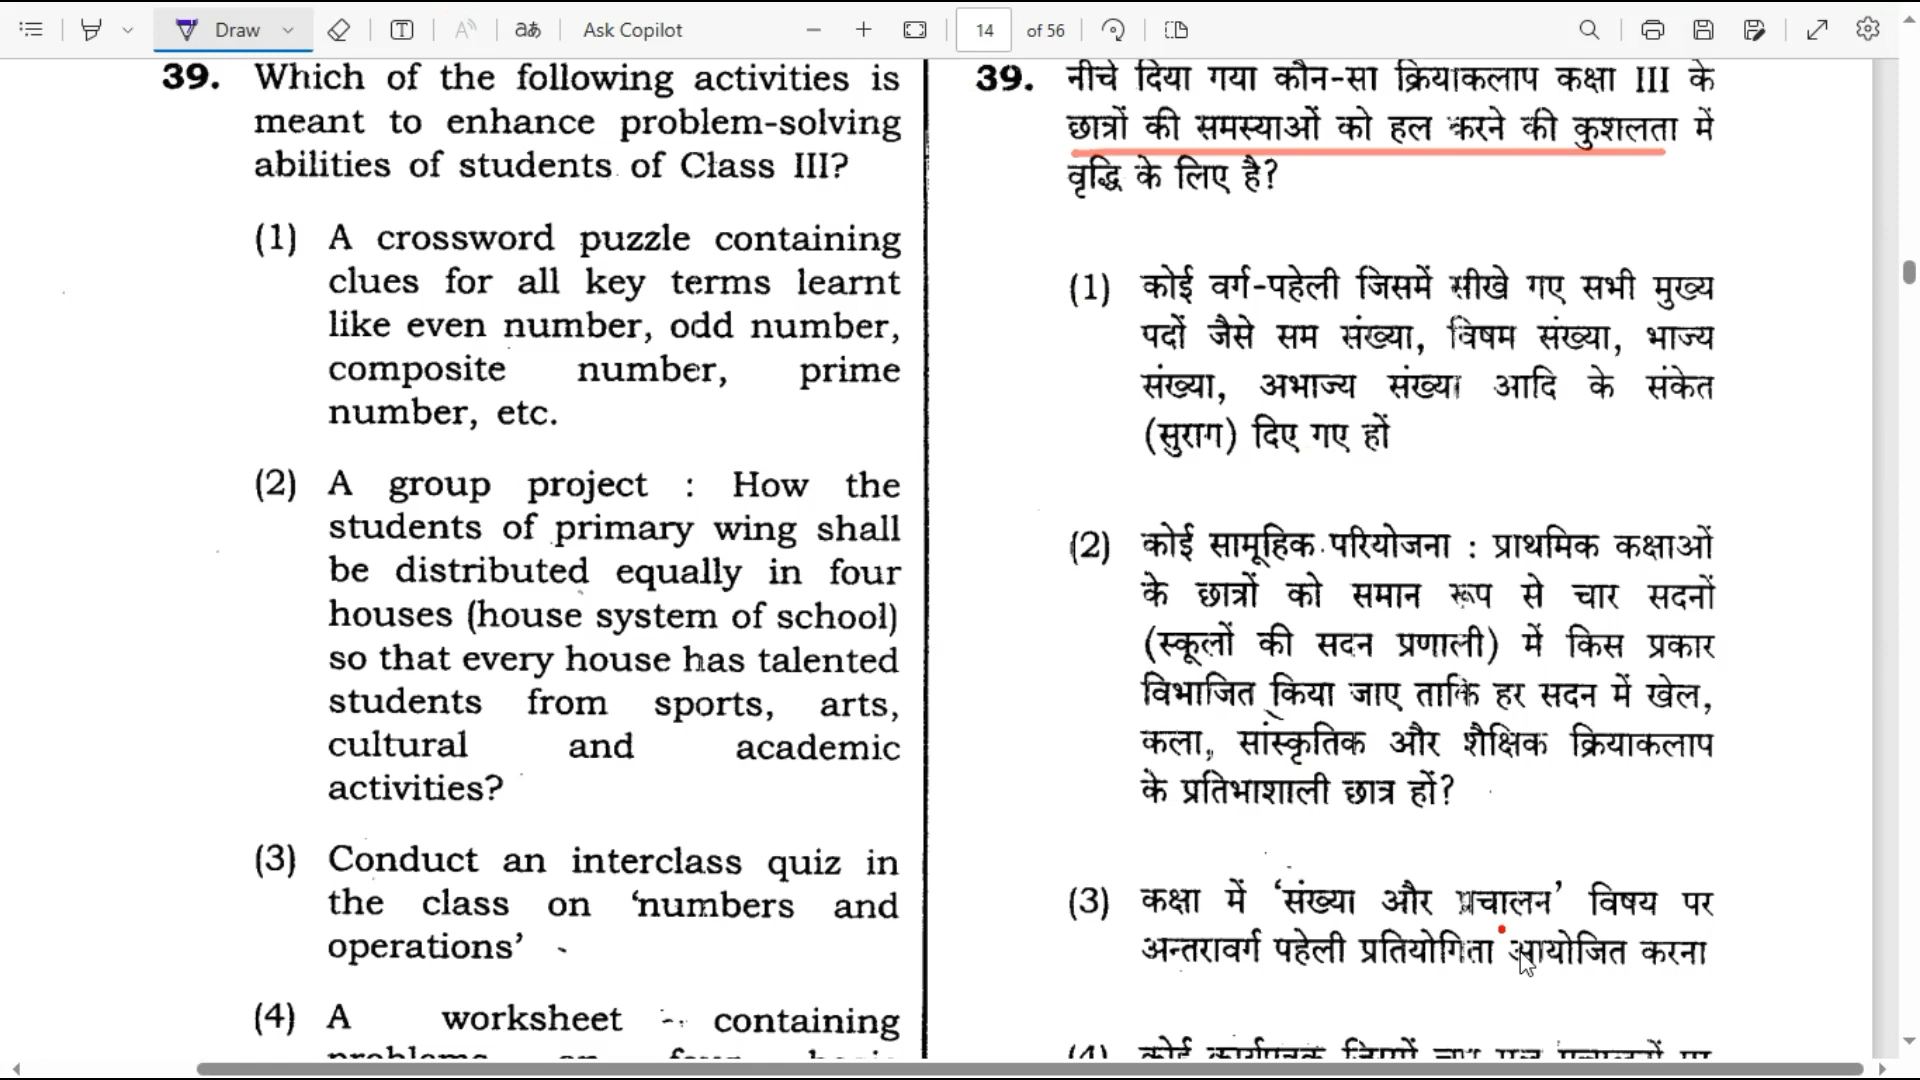 Draw
Ask Copilot
14 of 56
39. Which of the following activities is
meant to enhance problem-solving
abilities of students of Class III?
(1) A crossword puzzle containing
clues for all key terms learnt
like even number, odd number,
composite number, prime
number, etc.
(2) A group project : How the
students of primary wing shall
be distributed equally in four
houses (house system of school)
so that every house has talented
students from sports, arts,
cultural and academic
activities?
(3) Conduct an interclass quiz in
the class on ‘numbers and
operations’
(4) A worksheet containing
39. नीचे दिया गया कौन-सा क्रियाकलाप कक्षा III के
छात्रों की समस्याओं को हल करने की कुशलता में
वृद्धि के लिए है?
(1) कोई वर्ग-पहेली जिसमें सीखे गए सभी मुख्य
पदों जैसे सम संख्या, विषम संख्या, भाज्य
संख्या, अभाज्य संख्या आदि के संकेत
(सुराग) दिए गए हों
(2) कोई सामूहिक परियोजना : प्राथमिक कक्षाओं
के छात्रों को समान रूप से चार सदनों
(स्कूलों की सदन प्रणाली) में किस प्रकार
विभाजित किया जाए ताकि हर सदन में खेल,
कला, सांस्कृतिक और शैक्षिक क्रियाकलाप
के प्रतिभाशाली छात्र हों?
(3) कक्षा में ‘संख्या और प्रचालन’ विषय पर
अन्तरावर्ग पहेली प्रतियोगिता आयोजित करना